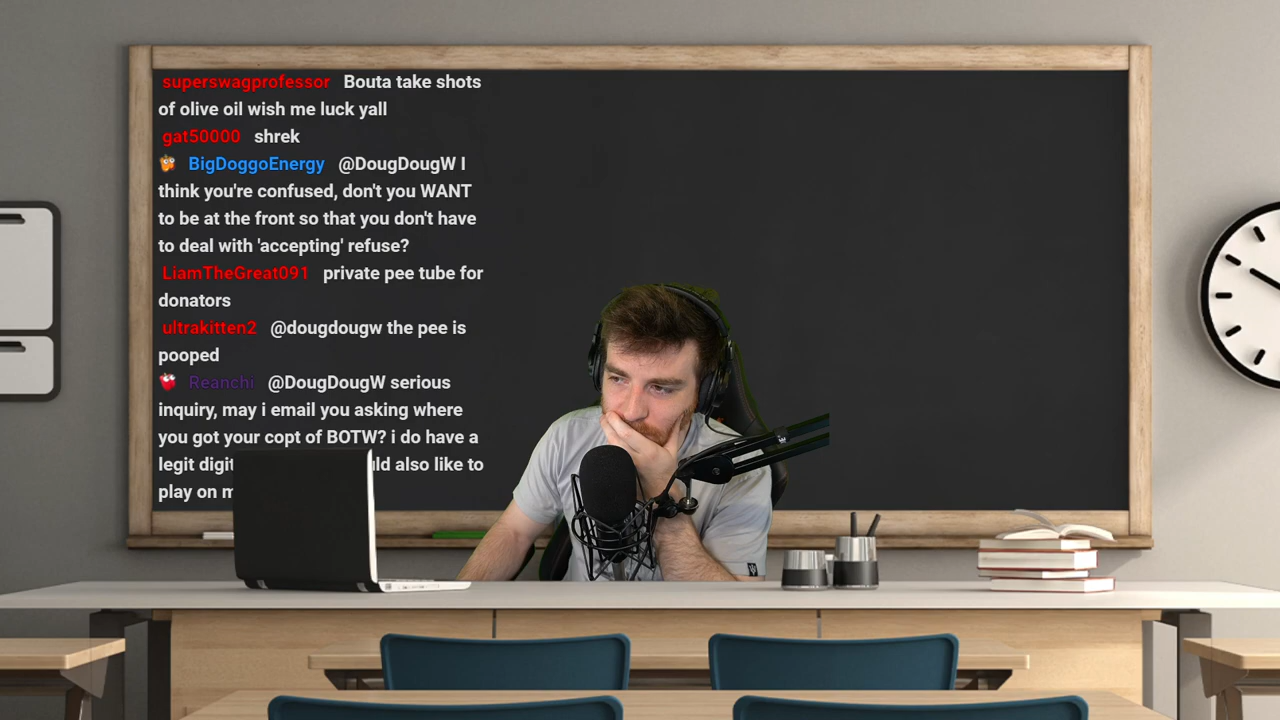 superswagprofessor Bouta take shots
of olive oil wish me luck yall
gat50000 shrek
BigDoggoEnergy @DougDougW I
think you're confused, don't you WANT
to be at the front so that you don't have
to deal with 'accepting' refuse?
LiamTheGreat091 private pee tube for
donators
ultrakitten2 @dougdougw the pee is
pooped
Reanchi @DougDougW serious
inquiry, may i email you asking where
you got your copt of BOTW? i do have a
legit also like to
play on